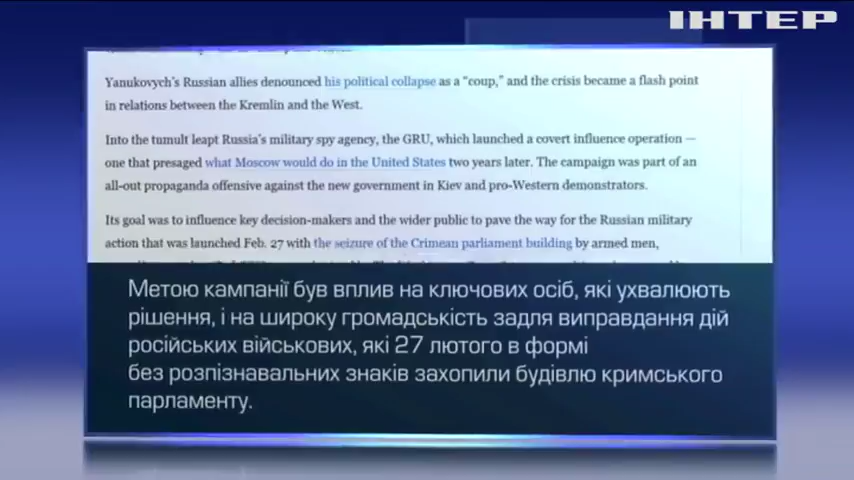 ІНТЕР
Yanukovych's Russian allies denounced his political collapse as a “coup,” and the crisis became a flash point
in relations between the Kremlin and the West.
Into the tumult leapt Russia's military spy agency, the GRU, which launched a covert influence operation —
one that presaged what Moscow would do in the United States two years later. The campaign was part of an
all-out propaganda offensive against the new government in Kiev and pro-Western demonstrators.
Its goal was to influence key decision-makers and the wider public to pave the way for the Russian military
action that was launched Feb. 27 with the seizure of the Crimean parliament building by armed men,
Метою кампанії був вплив на ключових осіб, які ухвалюють
рішення, і на широку громадськість задля виправдання дій
російських військових, які 27 лютого в формі
без розпізнавальних знаків захопили будівлю кримського
парламенту.